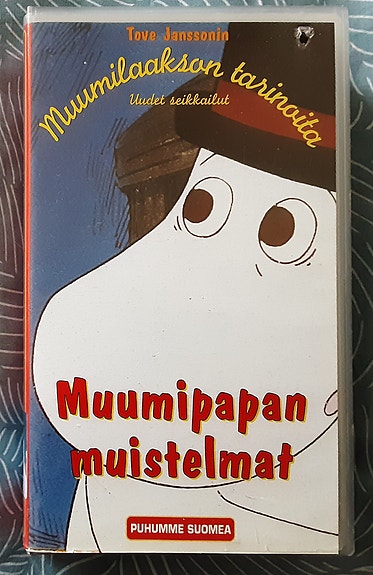 Tove Janssonin
Muumilaakson tarinoita
Uudet seikkailut
Muumipapan
muistelmat
PUHUMME SUOMEA